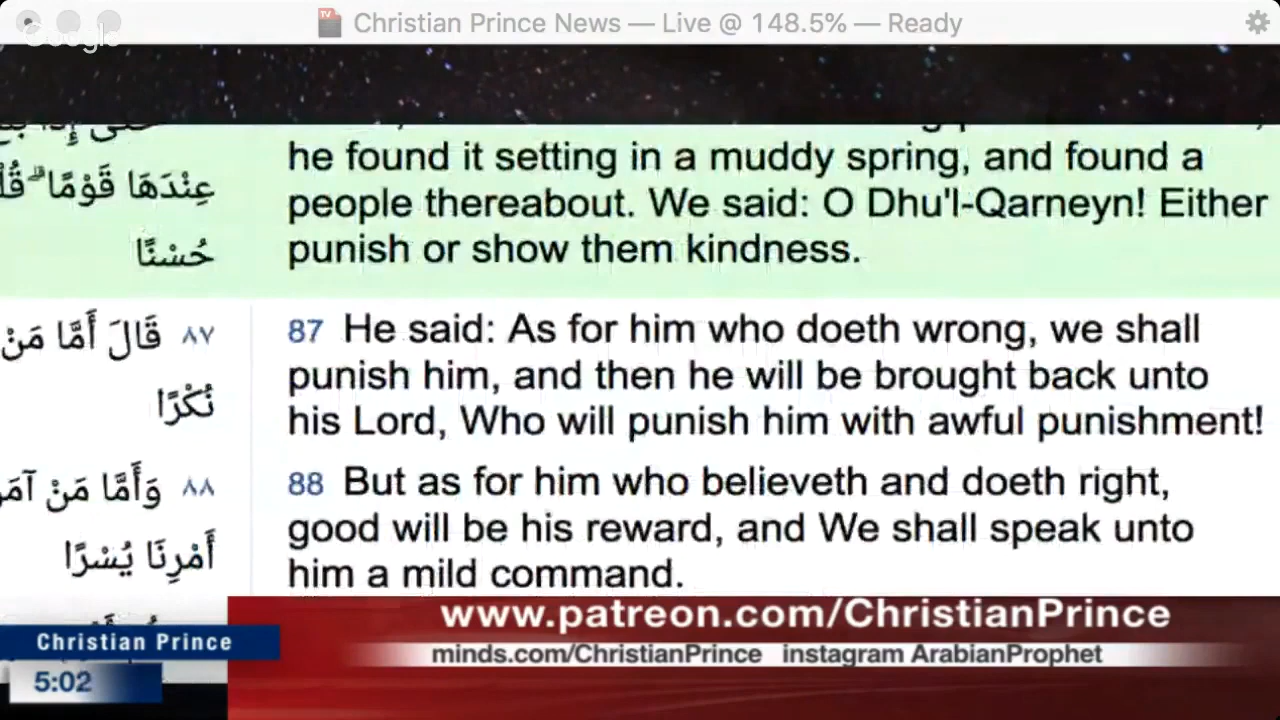 Christian Prince News — Live @ 148.5% — Ready
Google
he found it setting in a muddy spring, and found a
عِنْدَهَا قَوْمًا ۗ
people thereabout. We said: O Dhu'l-Qarneyn! Either
حُسْنًا
punish or show them kindness.
٨٧ قَالَ أَمَّا مَنْ
87 He said: As for him who doeth wrong, we shall
punish him, and then he will be brought back unto
نُكْرًا
his Lord, Who will punish him with awful punishment!
٨٨ وَأَمَّا مَنْ
88 But as for him who believeth and doeth right,
good will be his reward, and We shall speak unto
أَمْرِنَا يُسْرًا
him a mild command.
www.patreon.com/ChristianPrince
Christian Prince
minds.com/ChristianPrince instagram ArabianProphet
5:02